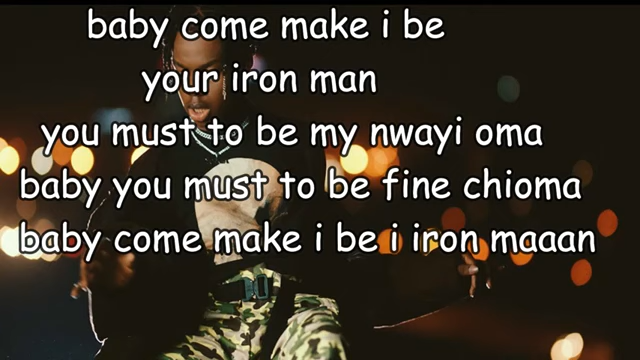 baby come make i be
your iron man
you must to be my nwayi oma
baby you must to be fine chioma
baby come make i be i iron maaan